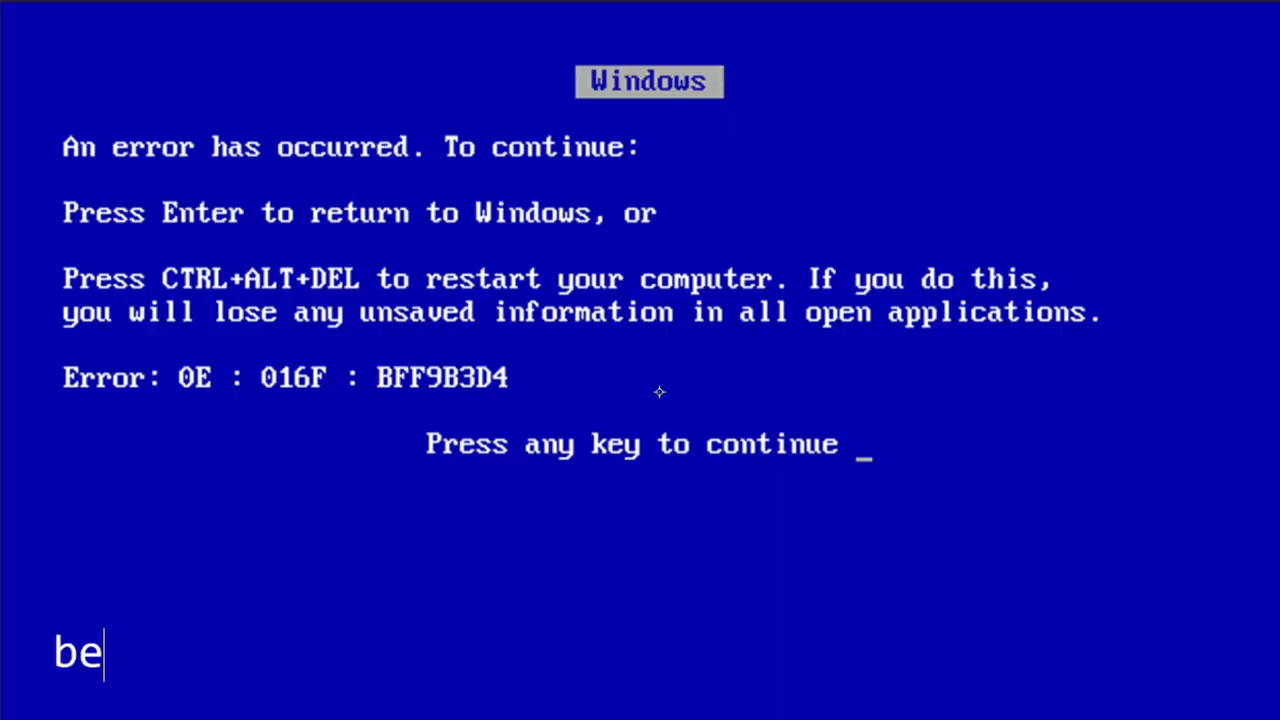 Windows
An error has occurred. To continue:
Press Enter to return to Windows, or
Press CTRL+ALT+DEL to restart your computer. If you do this,
you will lose any unsaved information in all open applications.
Error: 0E : 016F : BFF9B3D4
Press any key to continue _
be